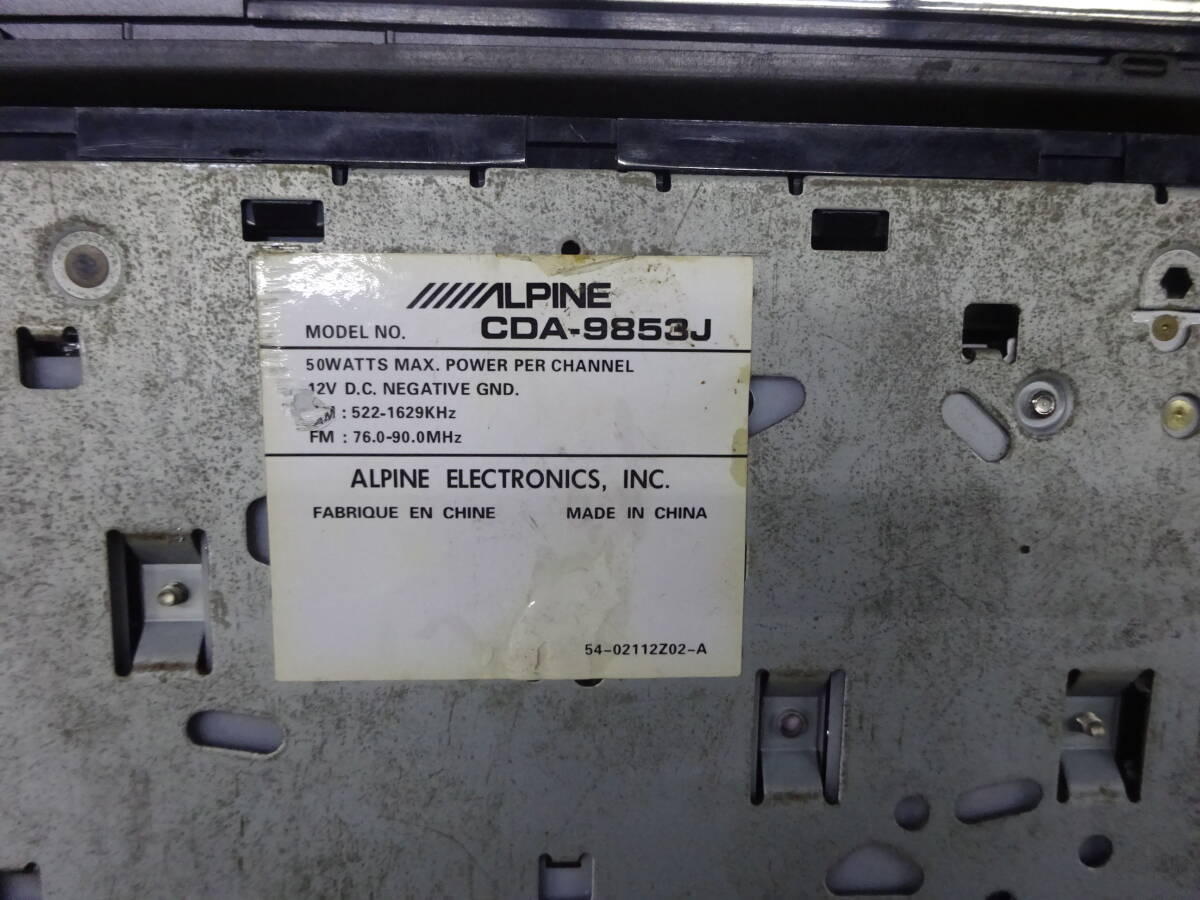 ALPINE
MODEL NO. CDA-9853J
50WATTS MAX. POWER PER CHANNEL
12V D.C. NEGATIVE GND.
AM : 522-1629KHz
FM : 76.0-90.0MHz
ALPINE ELECTRONICS, INC.
FABRIQUE EN CHINE MADE IN CHINA
54-02112Z02-A